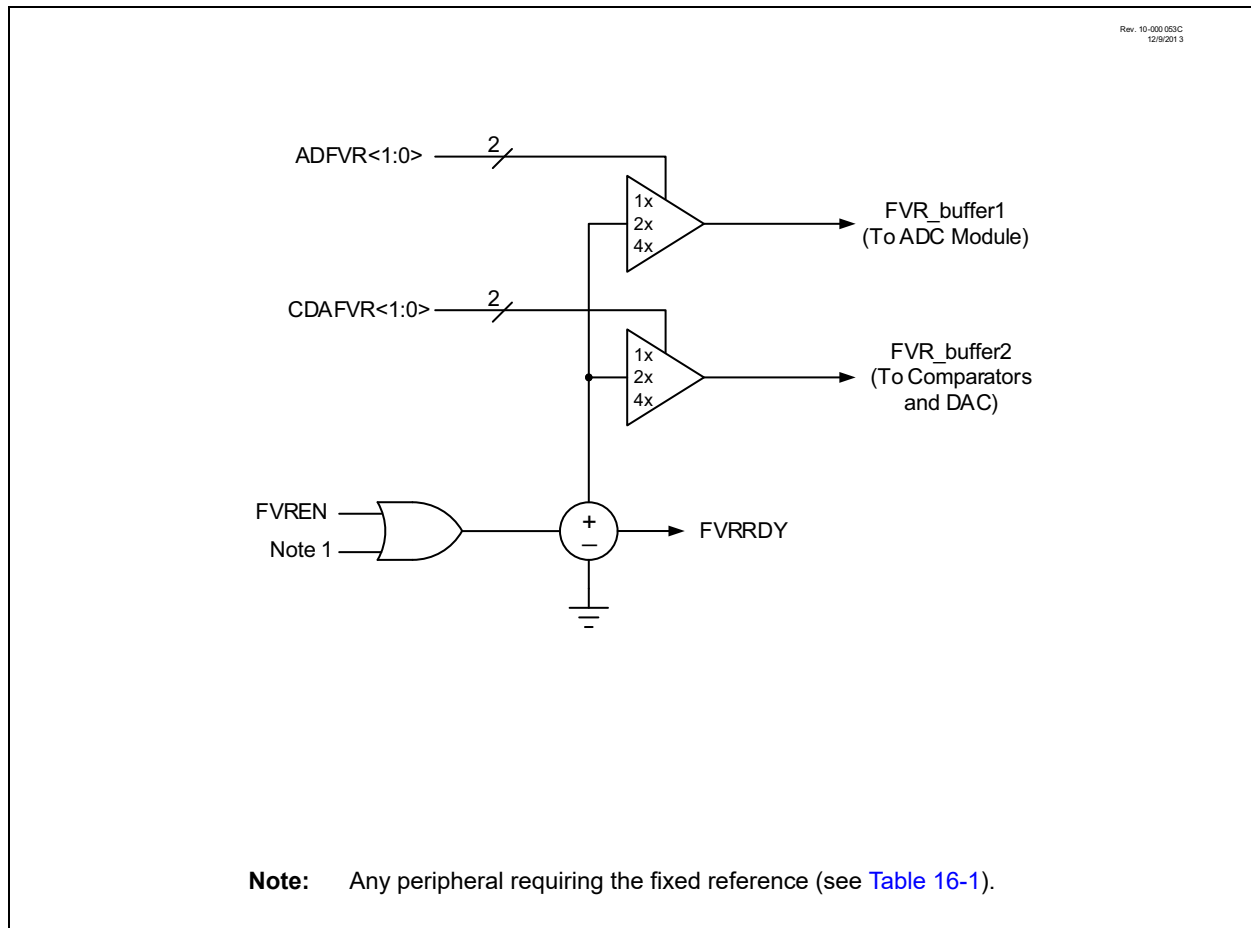 Rev. 10-000 053C
12/9/201 3
ADFVR<1:0>
2
1x
2x
4x
FVR_buffer1
(To ADC Module)
CDAFVR<1:0>
2
1x
2x
4x
FVR_buffer2
(To Comparators
and DAC)
FVREN
Note 1
+
–
FVRRDY
Note: Any peripheral requiring the fixed reference (see Table 16-1).